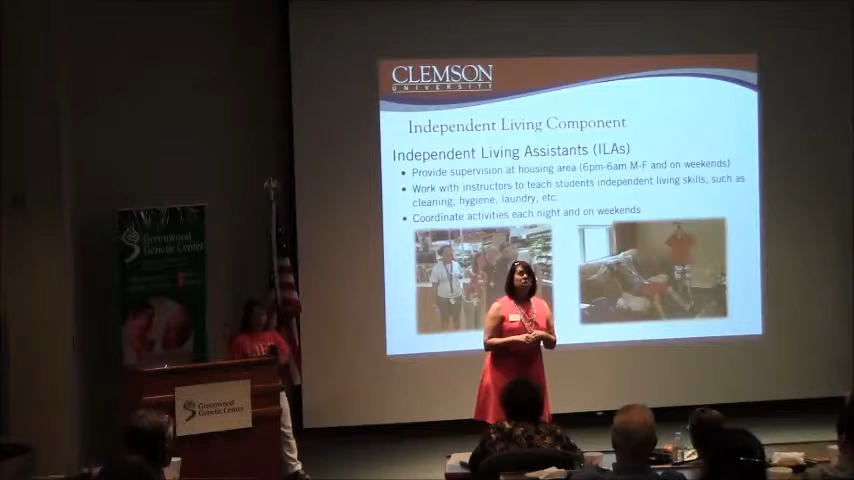 CLEMSON
UNIVERSITY
Independent Living Component
Independent Living Assistants (ILAs)
• Provide supervision at housing area (6pm-6am M-F and on weekends)
• Work with instructors to teach students independent living skills, such as
cleaning, hygiene, laundry, etc.
• Coordinate activities each night and on weekends
Greenwood
Genetic Center
Greenwood
Genetic Center